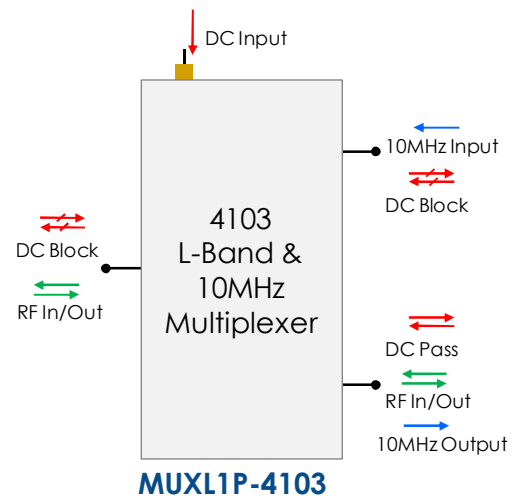 DC Input
10MHz Input
DC Block
4103
L-Band &
10MHz
Multiplexer
DC Block
RF In/Out
DC Pass
RF In/Out
10MHz Output
MUXL1P-4103